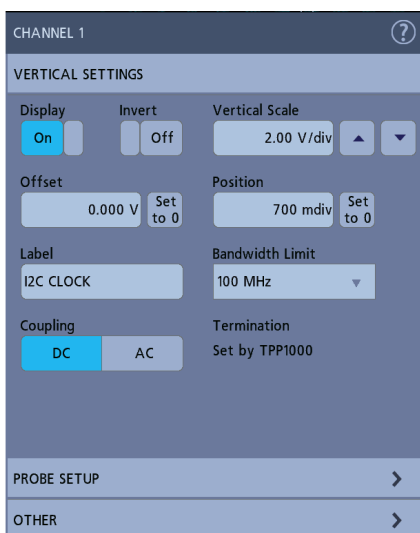 CHANNEL 1 ?
VERTICAL SETTINGS
Display Invert Vertical Scale
On Off 2.00 V/div
Offset Position
0.000 V Set to 0 700 mdiv Set to 0
Label Bandwidth Limit
I2C CLOCK 100 MHz
Coupling Termination
DC AC Set by TPP1000
PROBE SETUP
OTHER